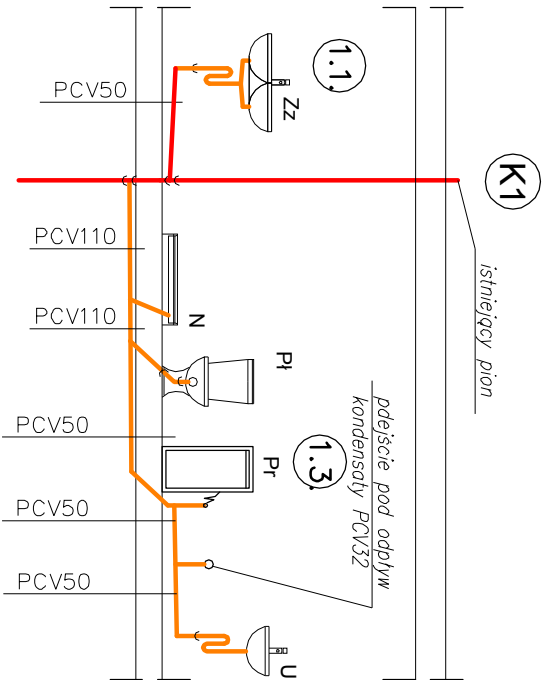 K1
istniejący pion
1.1.
Zz
PCV50
PCV110
N
PCV110
Pł
pdejście pod odpływ
kondensaty PCV32
1.3.
Pr
PCV50
PCV50
PCV50
U